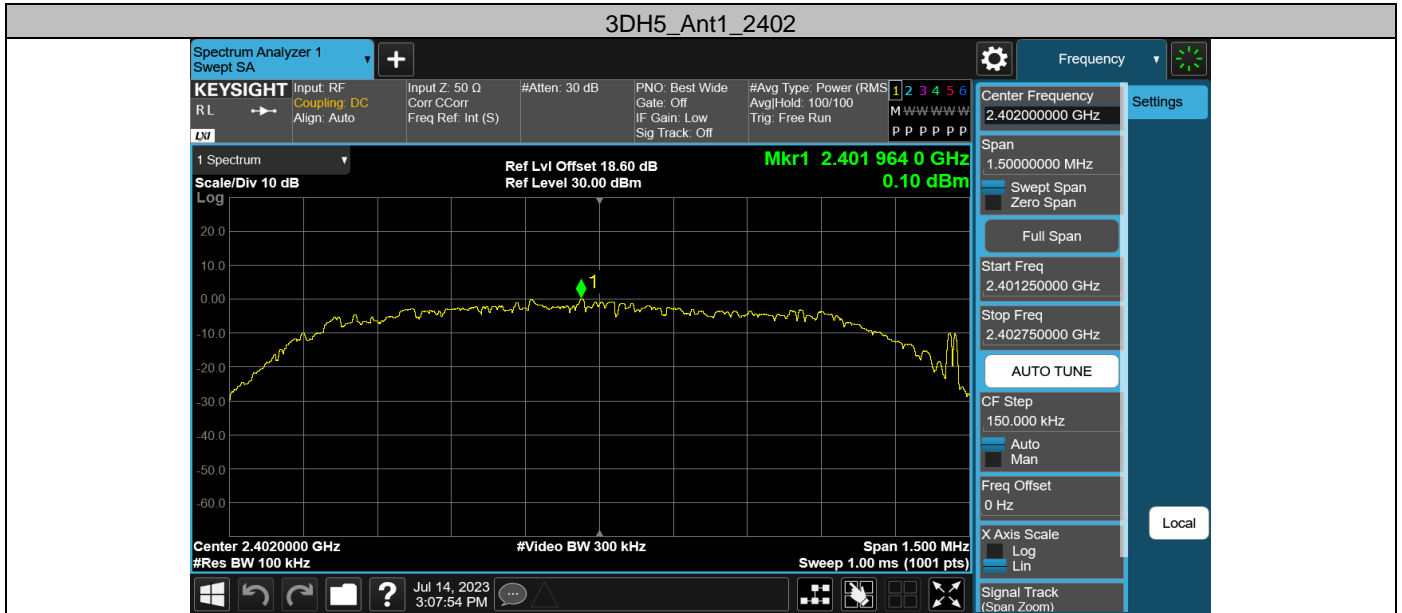 3DH5_Ant1_2402
Spectrum Analyzer 1
Swept SA
Frequency
KEYSIGHT
RL
LXI
Input: RF
Coupling: DC
Align: Auto
Input Z: 50 Ω
Corr CCorr
Freq Ref: Int (S)
#Atten: 30 dB
PNO: Best Wide
Gate: Off
IF Gain: Low
Sig Track: Off
#Avg Type: Power (RMS
Avg|Hold: 100/100
Trig: Free Run
1 2 3 4 5 6
M W W W W W
P P P P P P
1 Spectrum
Scale/Div 10 dB
Log
Ref Lvl Offset 18.60 dB
Ref Level 30.00 dBm
Mkr1 2.401 964 0 GHz
0.10 dBm
20.0
10.0
0.00
-10.0
-20.0
-30.0
-40.0
-50.0
-60.0
1
Center 2.4020000 GHz
#Res BW 100 kHz
#Video BW 300 kHz
Span 1.500 MHz
Sweep 1.00 ms (1001 pts)
Jul 14, 2023
3:07:54 PM
Center Frequency
2.402000000 GHz
Settings
Span
1.50000000 MHz
Swept Span
Zero Span
Full Span
Start Freq
2.401250000 GHz
Stop Freq
2.402750000 GHz
AUTO TUNE
CF Step
150.000 kHz
Auto
Man
Freq Offset
0 Hz
X Axis Scale
Log
Lin
Local
Signal Track
(Span Zoom)